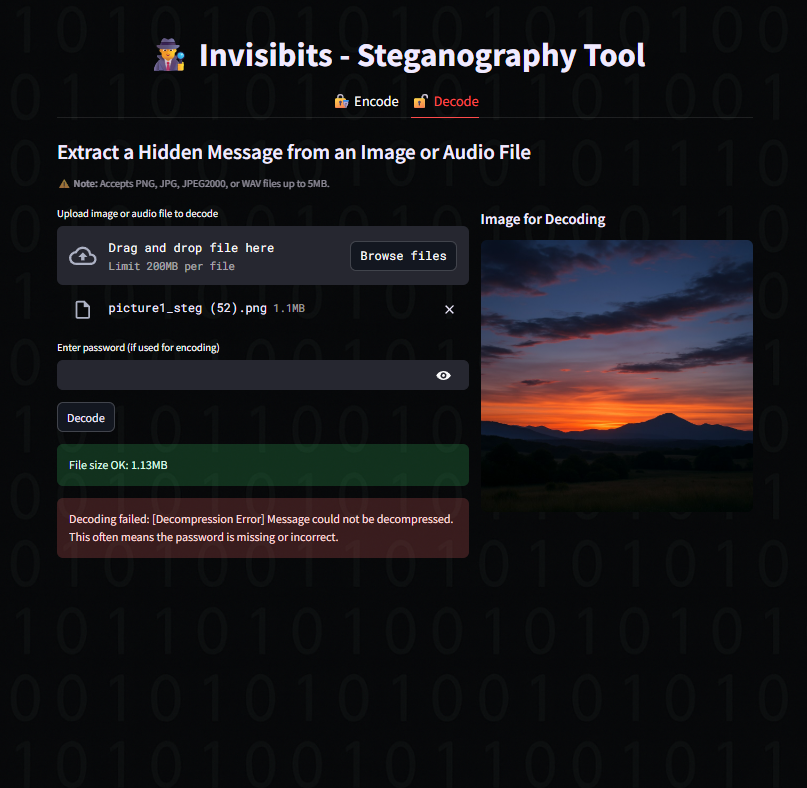 Invisibits - Steganography Tool
Encode Decode
Extract a Hidden Message from an Image or Audio File
Note: Accepts PNG, JPG, JPEG2000, or WAV files up to 5MB.
Upload image or audio file to decode
Drag and drop file here
Limit 200MB per file
Browse files
picture1_steg (52).png 1.1MB
Enter password (if used for encoding)
Decode
File size OK: 1.13MB
Decoding failed: [Decompression Error] Message could not be decompressed.
This often means the password is missing or incorrect.
Image for Decoding